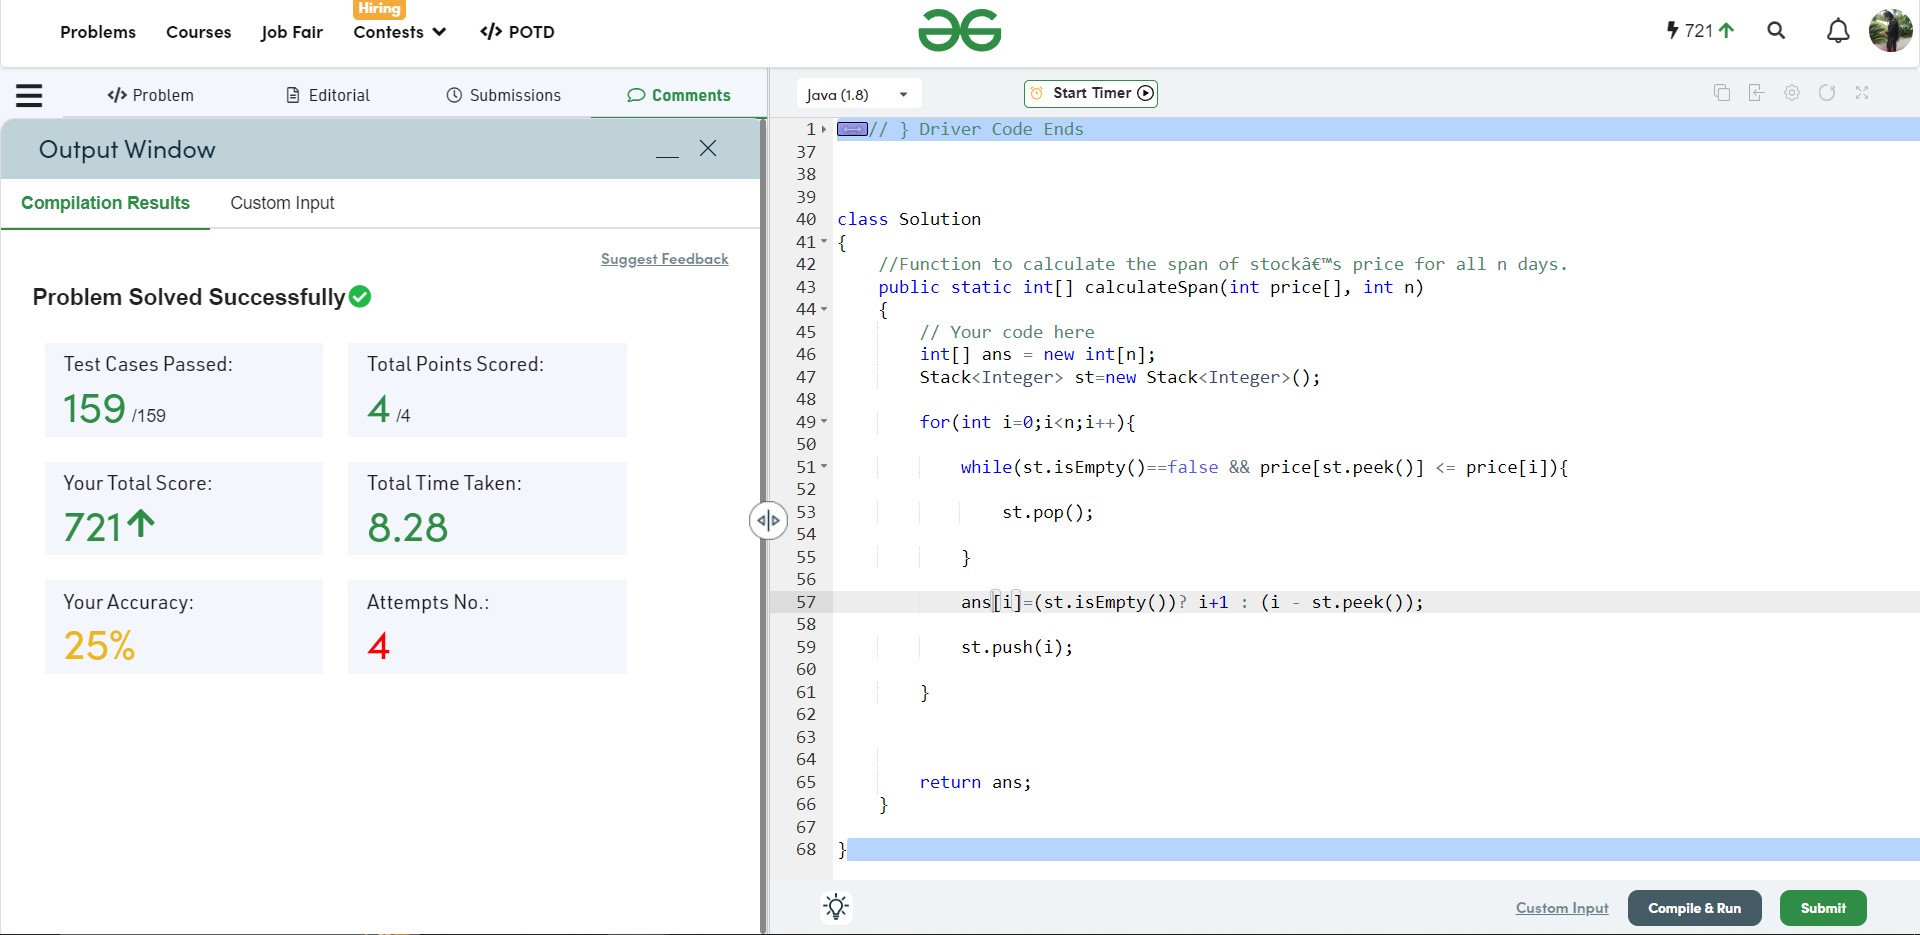 Hiring
Problems Courses Job Fair Contests </> POTD
721
</> Problem Editorial Submissions Comments
Java (1.8) Start Timer
Output Window
Compilation Results Custom Input
Suggest Feedback
Problem Solved Successfully
Test Cases Passed: Total Points Scored:
159 /159 4 /4
Your Total Score: Total Time Taken:
721 8.28
Your Accuracy: Attempts No.:
25% 4
1 // } Driver Code Ends
37
38
39
40 class Solution
41 {
42 //Function to calculate the span of stockâ€™s price for all n days.
43 public static int[] calculateSpan(int price[], int n)
44 {
45 // Your code here
46 int[] ans = new int[n];
47 Stack<Integer> st=new Stack<Integer>();
48
49 for(int i=0;i<n;i++){
50
51 while(st.isEmpty()==false && price[st.peek()] <= price[i]){
52
53 st.pop();
54
55 }
56
57 ans[i]=(st.isEmpty())? i+1 : (i - st.peek());
58
59 st.push(i);
60
61 }
62
63
64
65 return ans;
66 }
67
68 }
Custom Input Compile & Run Submit